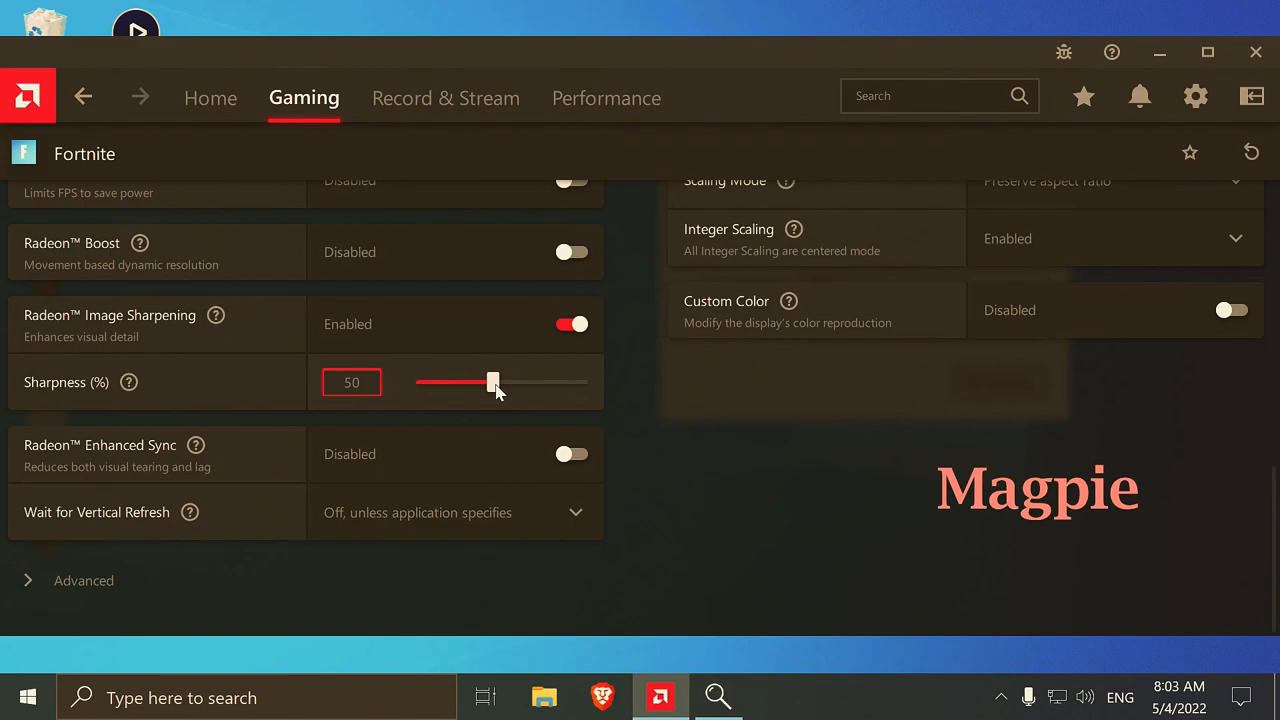 Home
Gaming
Record & Stream
Performance
Search
F
Fortnite
Limits FPS to save power
Disabled
Radeon™ Boost
Movement based dynamic resolution
Disabled
Radeon™ Image Sharpening
Enhances visual detail
Enabled
Sharpness (%)
50
Radeon™ Enhanced Sync
Reduces both visual tearing and lag
Disabled
Wait for Vertical Refresh
Off, unless application specifies
Advanced
Scaling Mode
Preserve aspect ratio
Integer Scaling
All Integer Scaling are centered mode
Enabled
Custom Color
Modify the display's color reproduction
Disabled
Magpie
Type here to search
ENG
8:03 AM
5/4/2022